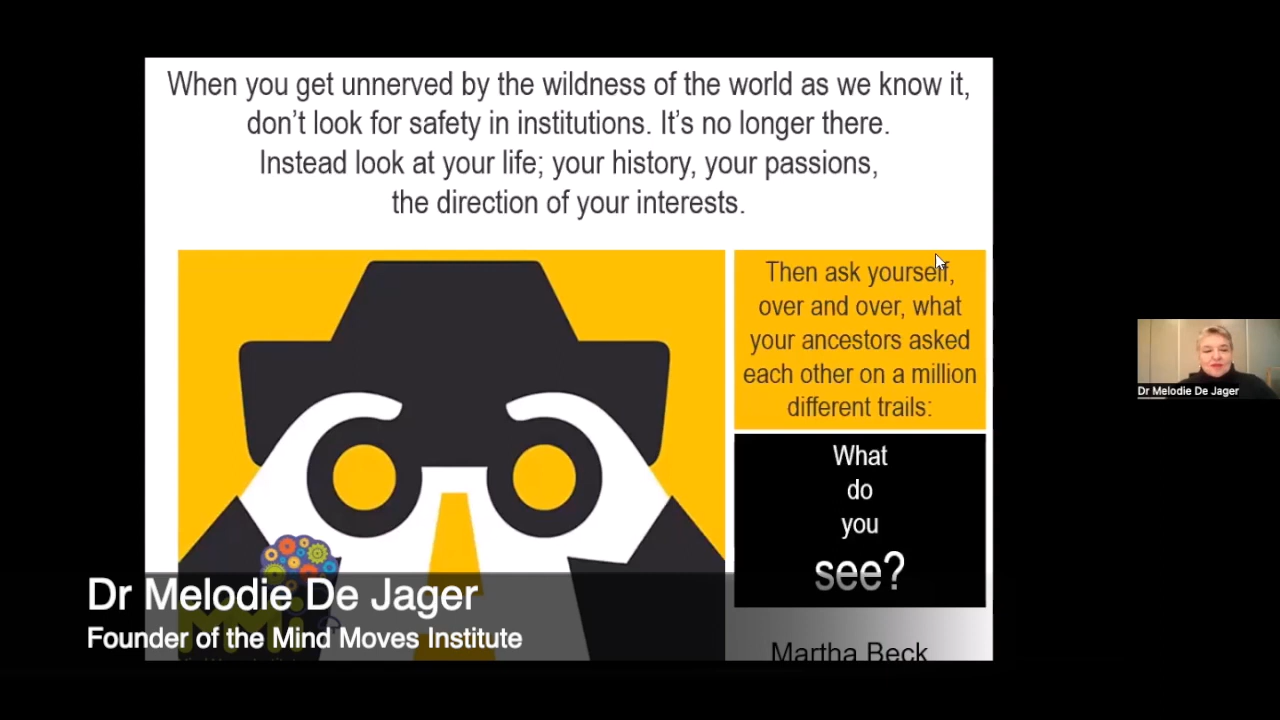 When you get unnerved by the wildness of the world as we know it,
don't look for safety in institutions. It's no longer there.
Instead look at your life; your history, your passions,
the direction of your interests.
Then ask yourself,
over and over, what
your ancestors asked
each other on a million
different trails:
What
do
you
see?
Martha Beck
MMi
Dr Melodie De Jager
Founder of the Mind Moves Institute
Dr Melodie De Jager